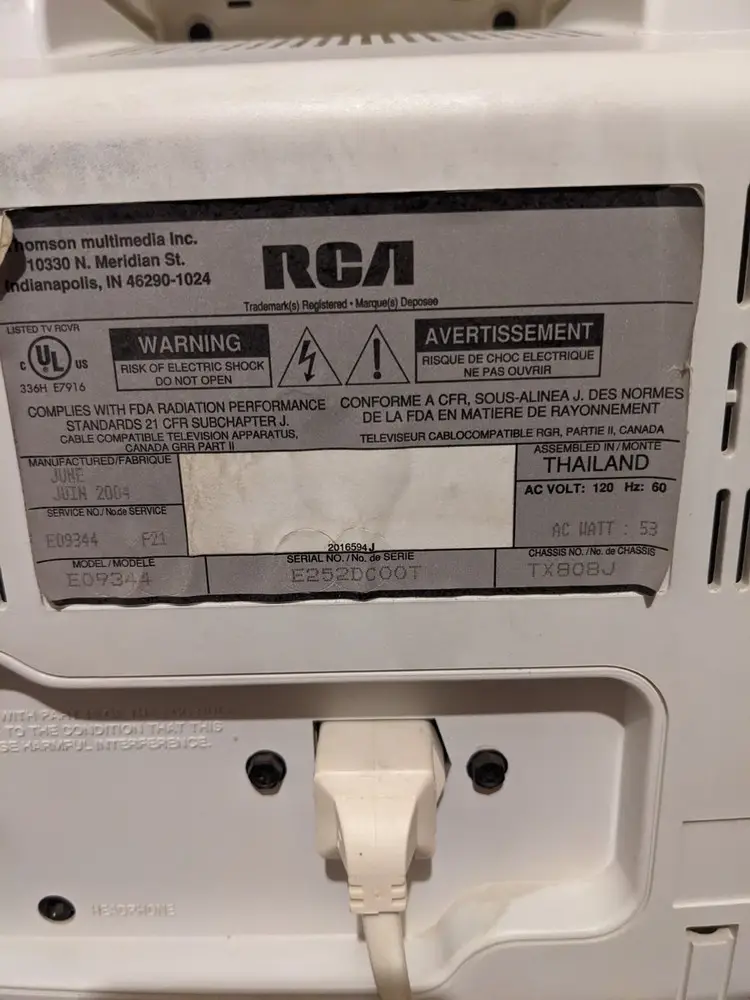 homson multimedia Inc.
10330 N. Meridian St.
Indianapolis, IN 46290-1024
RCA
Trademark(s) Registered • Marque(s) Deposee
LISTED TV RCVR
C UL US
336H E7916
WARNING
RISK OF ELECTRIC SHOCK
DO NOT OPEN
AVERTISSEMENT
RISQUE DE CHOC ELECTRIQUE
NE PAS OUVRIR
COMPLIES WITH FDA RADIATION PERFORMANCE
STANDARDS 21 CFR SUBCHAPTER J.
CABLE COMPATIBLE TELEVISION APPARATUS,
CANADA GRR PART II
CONFORME A CFR, SOUS-ALINEA J. DES NORMES
DE LA FDA EN MATIERE DE RAYONNEMENT
TELEVISEUR CABLOCOMPATIBLE RGR, PARTIE II, CANADA
MANUFACTURED/FABRIQUE
JUNE
JUIN 2004
SERVICE NO./No.de SERVICE
E09344 F21
MODEL/MODELE
E09344
2016594J
SERIAL NO./No. de SERIE
E252DC00T
ASSEMBLED IN/MONTE
THAILAND
AC VOLT: 120 Hz: 60
AC WATT : 53
CHASSIS NO./No. de CHASSIS
TX808J
WITH PART
TO THE CONDITION THAT THIS
SE HARMFUL INTERFERENCE.
HEADPHONE